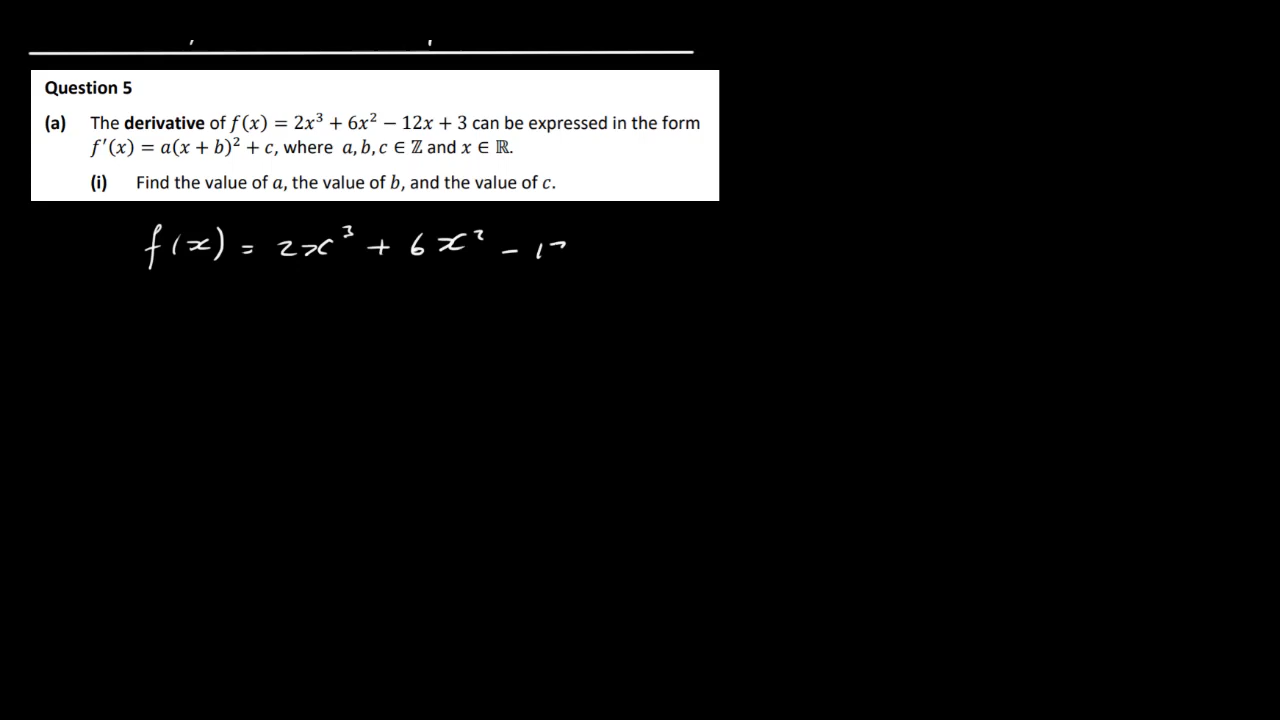 Question 5
(a) The derivative of f(x) = 2x³ + 6x² − 12x + 3 can be expressed in the form
f′(x) = a(x + b)² + c, where a, b, c ∈ ℤ and x ∈ ℝ.
(i) Find the value of a, the value of b, and the value of c.
f(x) = 2x³ + 6x² − 1